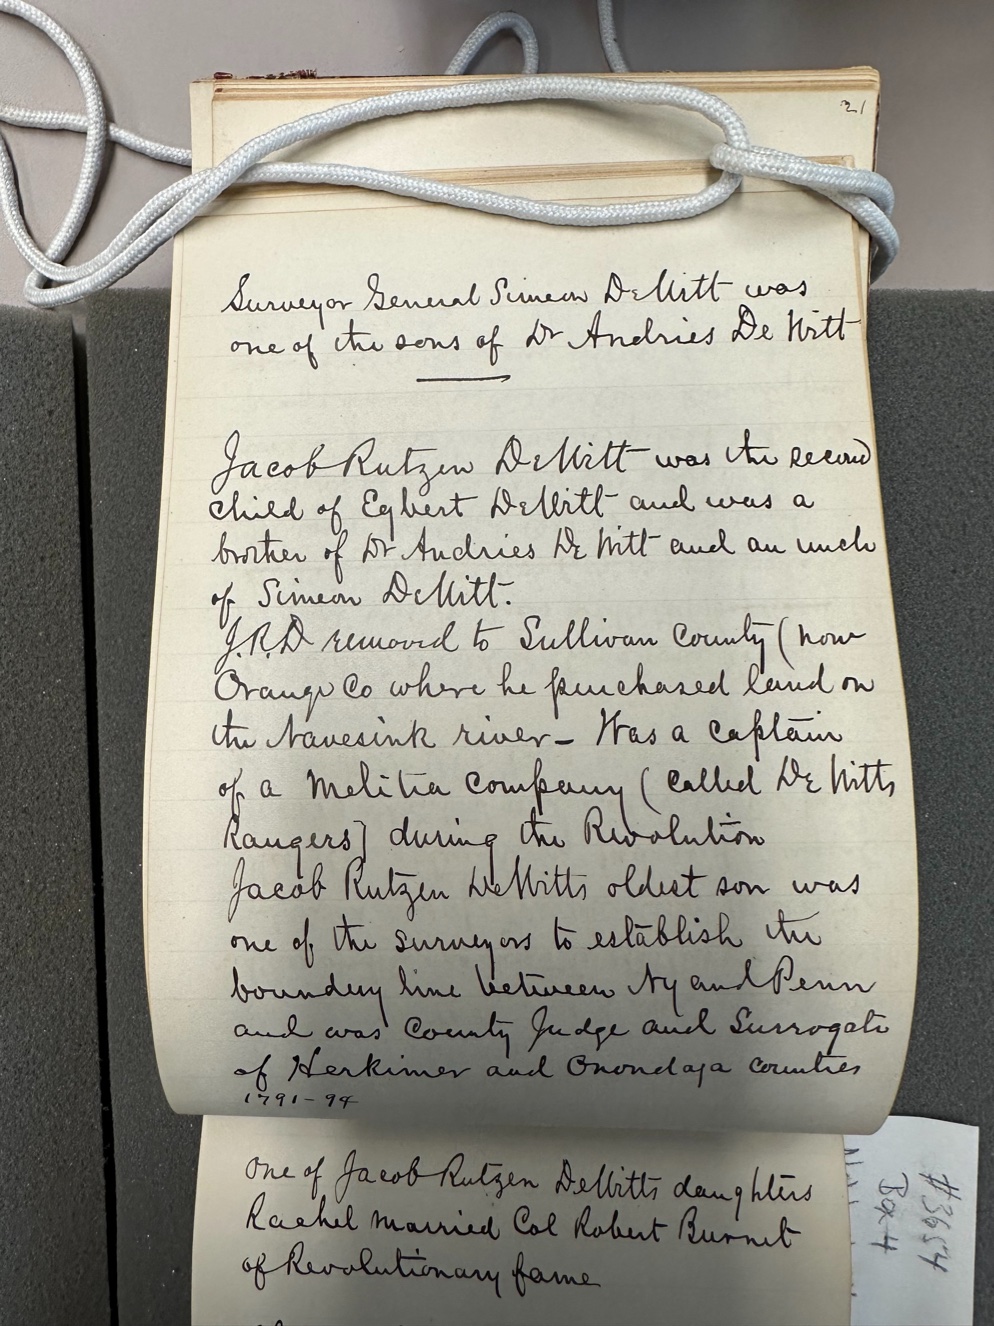 21
Surveyor General Simeon DeWitt was
one of the sons of Dr Andries De Witt
Jacob Rutzen DeWitt was the second
child of Egbert DeWitt and was a
brother of Dr Andries De Witt and an uncle
of Simeon DeWitt.
J.R.D removed to Sullivan County (now
Orange Co where he purchased land on
the Navesink river - Was a captain
of a Melitia company (called De Witts
Rangers) during the Revolution
Jacob Rutzen DeWitts oldest son was
one of the surveyors to establish the
boundery line between Ny and Penn
and was County Judge and Surrogate
of Herkimer and Onondaga counties
1791-94
One of Jacob Rutzen DeWitts daughters
Rachel married Col Robert Burnet
of Revolutionary fame
#3654
Box 4